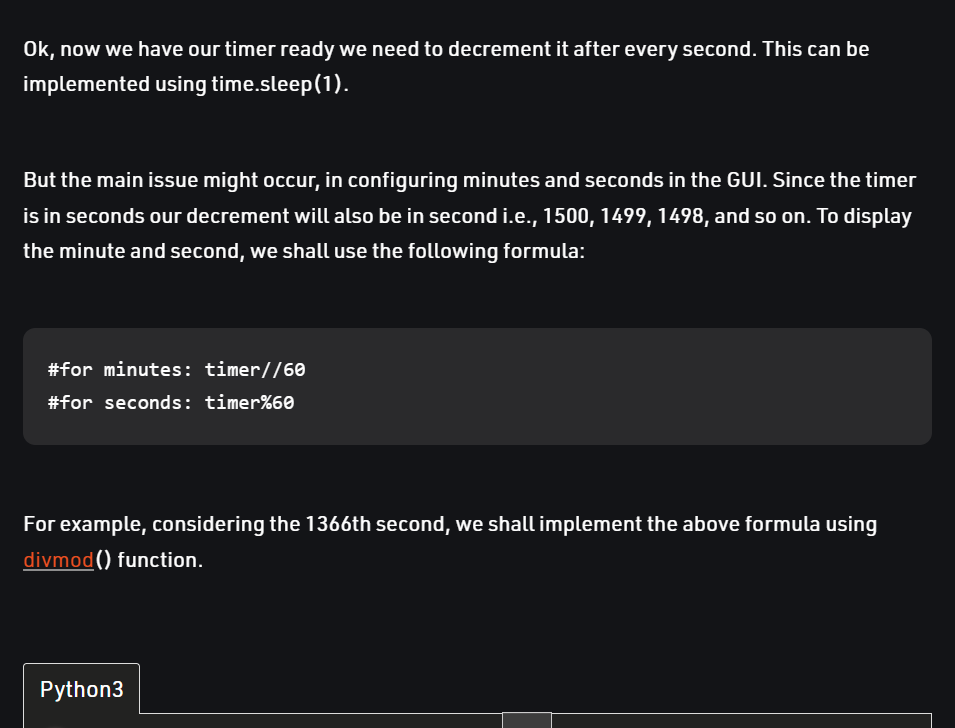 Ok, now we have our timer ready we need to decrement it after every second. This can be
implemented using time.sleep(1).
But the main issue might occur, in configuring minutes and seconds in the GUI. Since the timer
is in seconds our decrement will also be in second i.e., 1500, 1499, 1498, and so on. To display
the minute and second, we shall use the following formula:
#for minutes: timer//60
#for seconds: timer%60
For example, considering the 1366th second, we shall implement the above formula using
divmod() function.
Python3